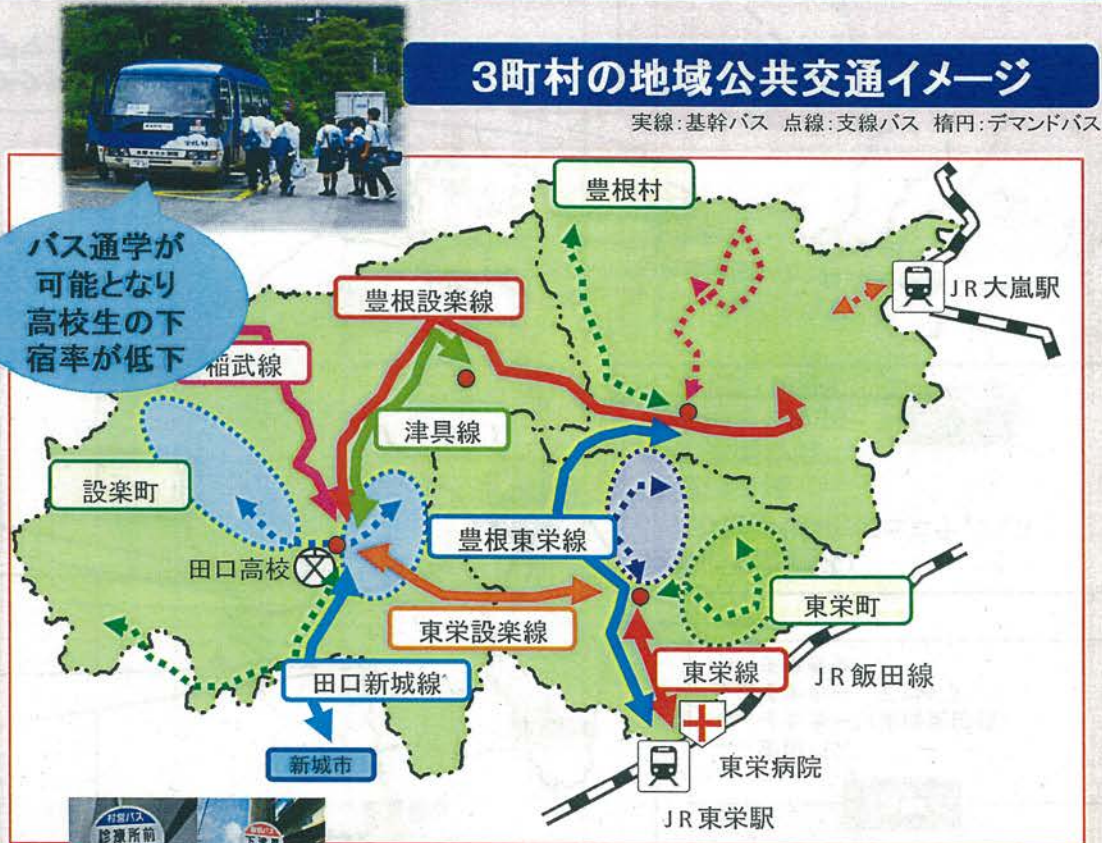 3町村の地域公共交通イメージ
実線:基幹バス 点線:支線バス 楕円:デマンドバス
バス通学が
可能となり
高校生の下
宿率が低下
豊根村
JR大嵐駅
豊根設楽線
稲武線
津具線
設楽町
豊根東栄線
田口高校
東栄町
東栄設楽線
田口新城線
東栄線
JR飯田線
新城市
東栄病院
JR東栄駅
村営バス
診療所前